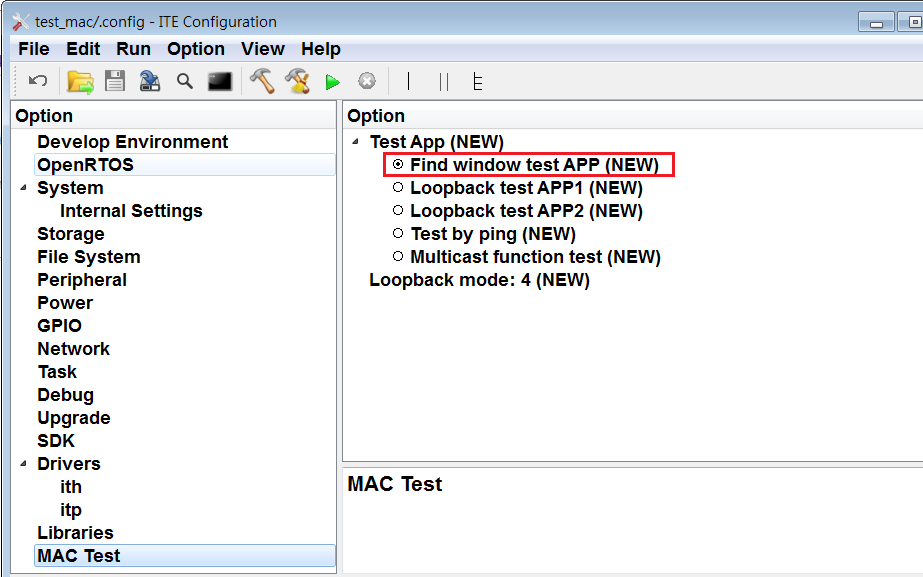 test_mac/.config - ITE Configuration
File Edit Run Option View Help
Option
Develop Environment
OpenRTOS
System
Internal Settings
Storage
File System
Peripheral
Power
GPIO
Network
Task
Debug
Upgrade
SDK
Drivers
ith
itp
Libraries
MAC Test
Option
Test App (NEW)
Find window test APP (NEW)
Loopback test APP1 (NEW)
Loopback test APP2 (NEW)
Test by ping (NEW)
Multicast function test (NEW)
Loopback mode: 4 (NEW)
MAC Test